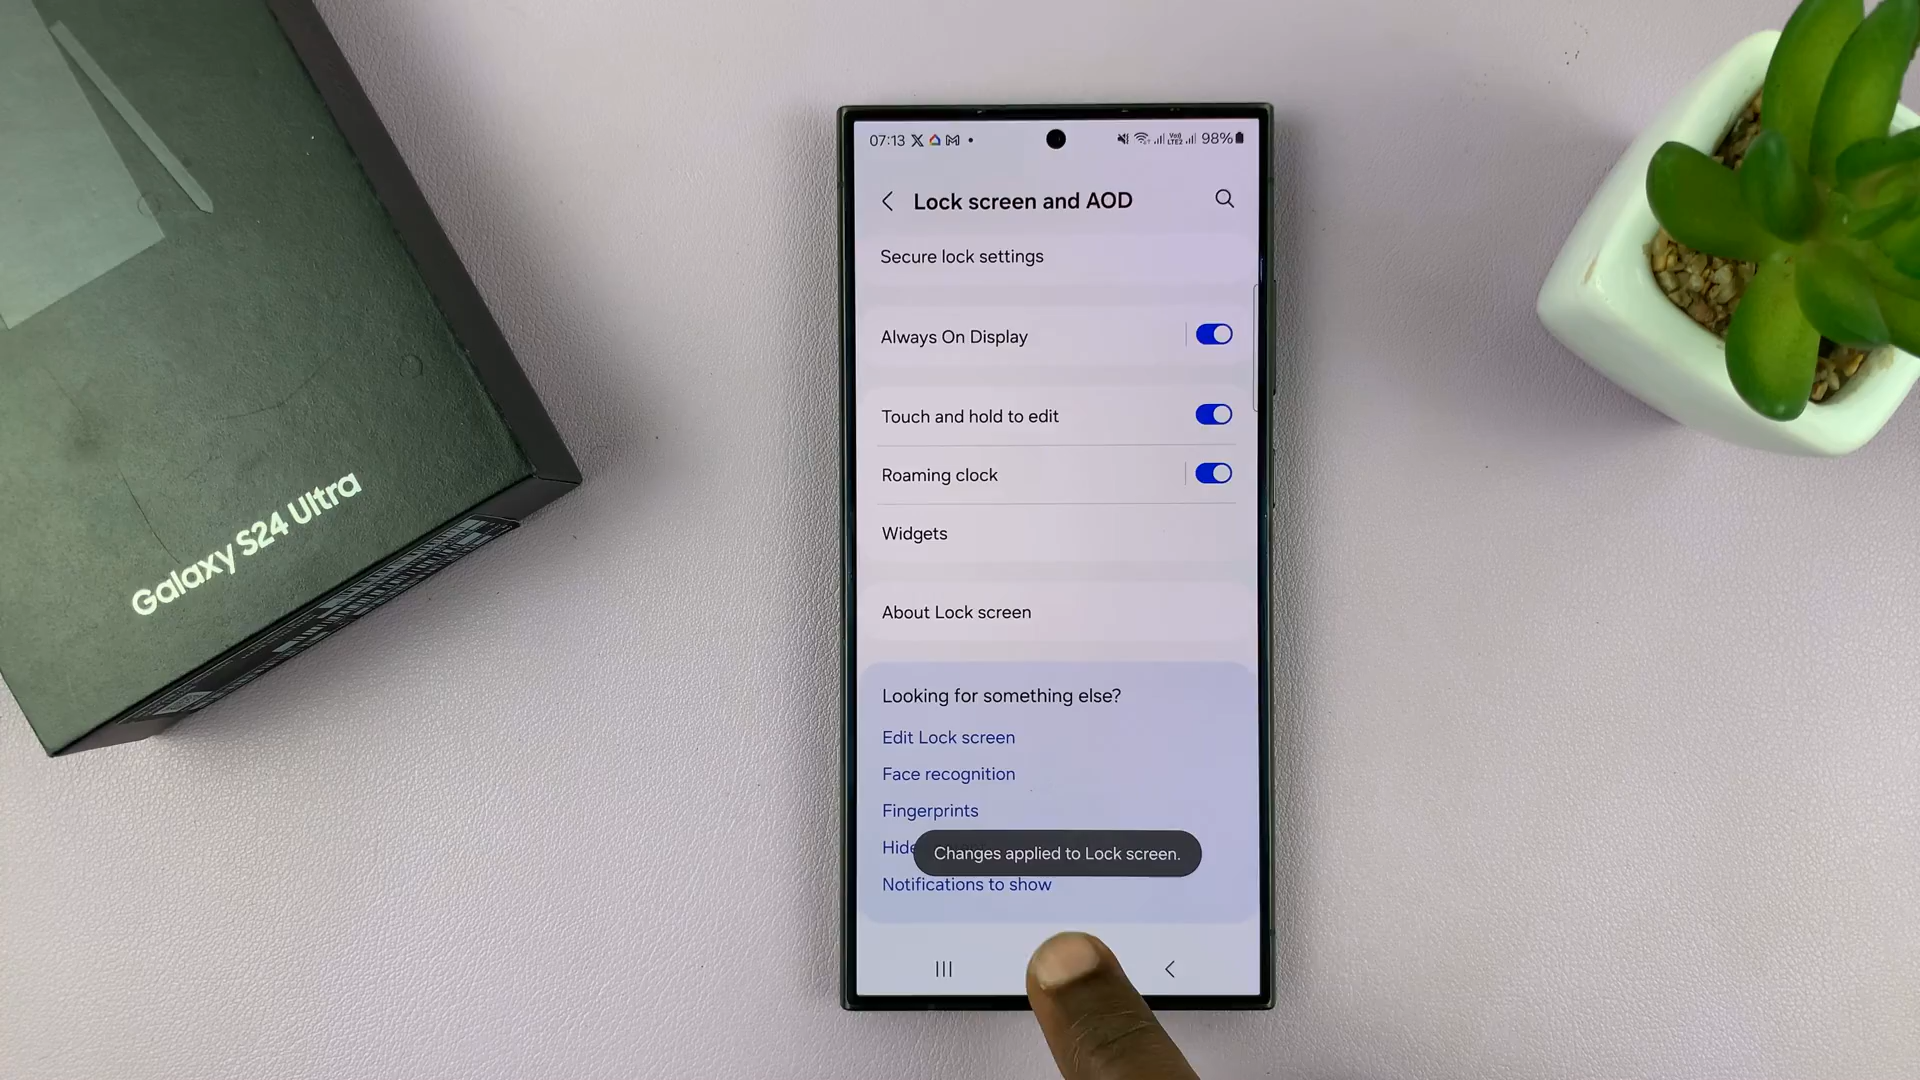 Galaxy S24 Ultra
07:13
98%
Lock screen and AOD
Secure lock settings
Always On Display
Touch and hold to edit
Roaming clock
Widgets
About Lock screen
Looking for something else?
Edit Lock screen
Face recognition
Fingerprints
Hide
Changes applied to Lock screen.
Notifications to show